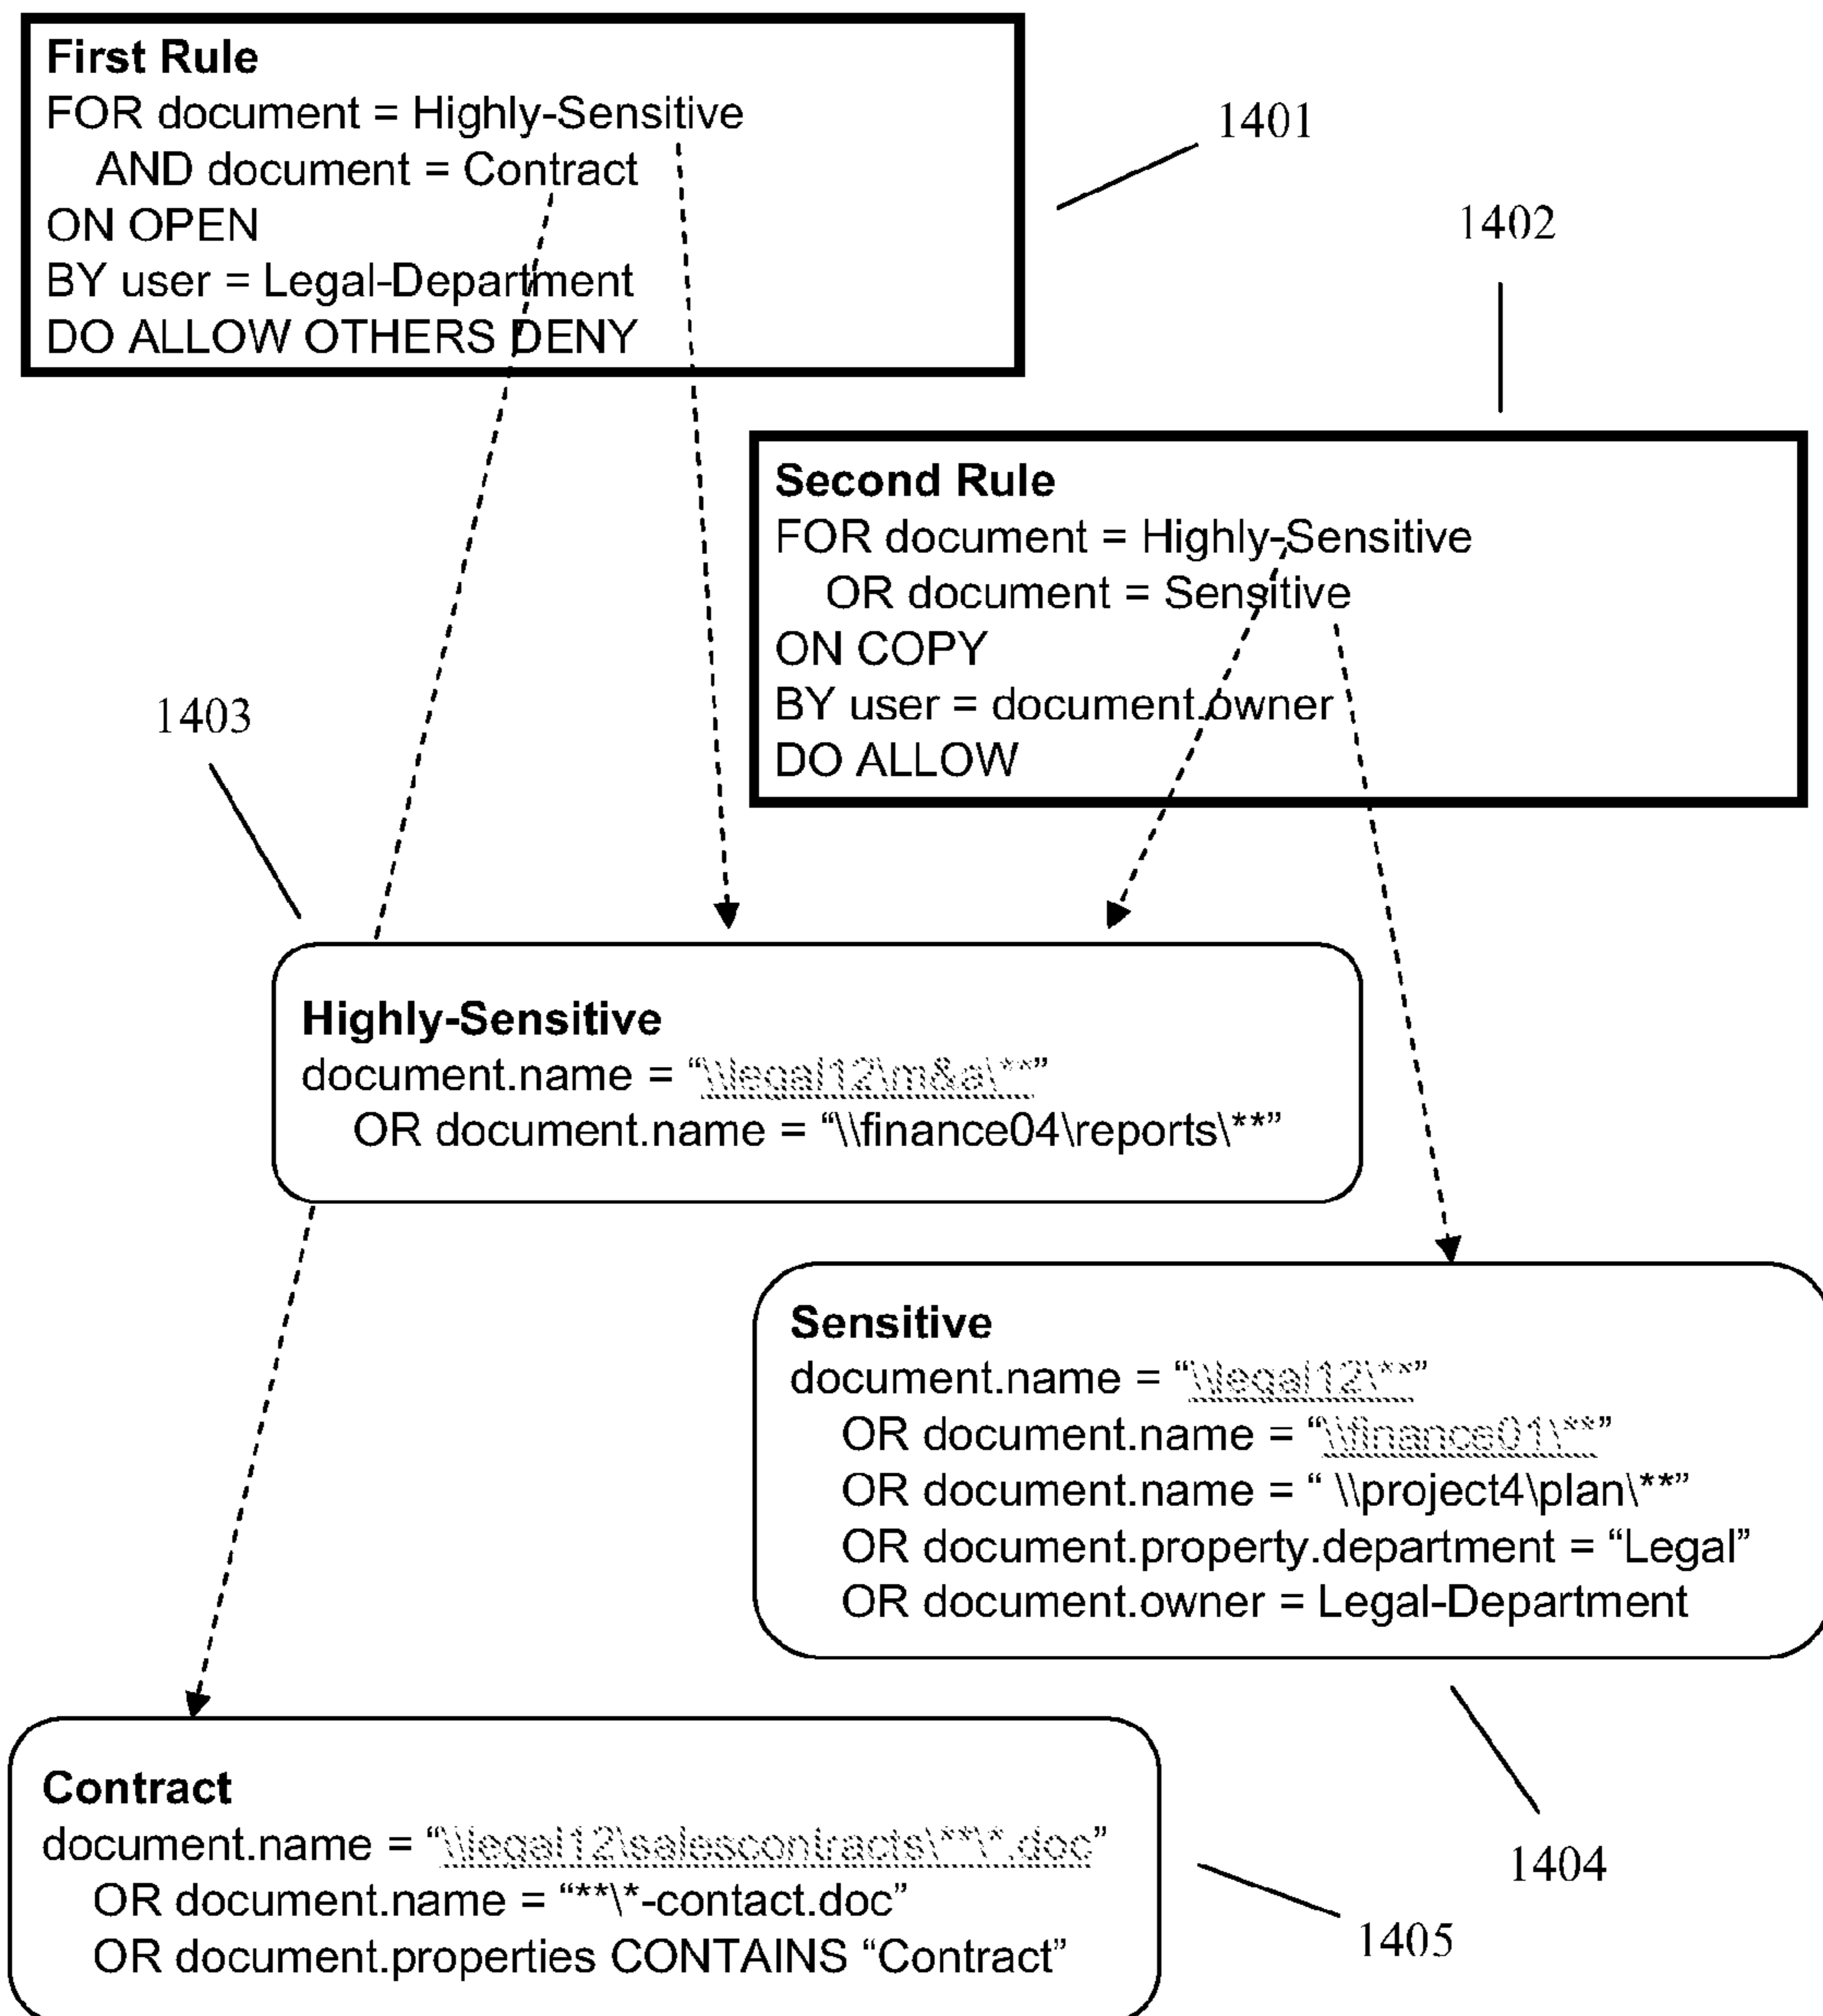 First Rule
FOR document = Highly-Sensitive
AND document = Contract
ON OPEN
BY user = Legal-Department
DO ALLOW OTHERS DENY
1401
1402
Second Rule
FOR document = Highly-Sensitive
OR document = Sensitive
ON COPY
BY user = document.owner
DO ALLOW
1403
Highly-Sensitive
document.name = “\\legal12\m&a\**”
OR document.name = “\\finance04\reports\**”
Sensitive
document.name = “\\legal12\**”
OR document.name = “\\finance01\**”
OR document.name = “ \\project4\plan\**”
OR document.property.department = “Legal”
OR document.owner = Legal-Department
1404
Contract
document.name = “\\legal12\salescontracts\**\*.doc”
OR document.name = “**\*-contact.doc”
OR document.properties CONTAINS “Contract”
1405